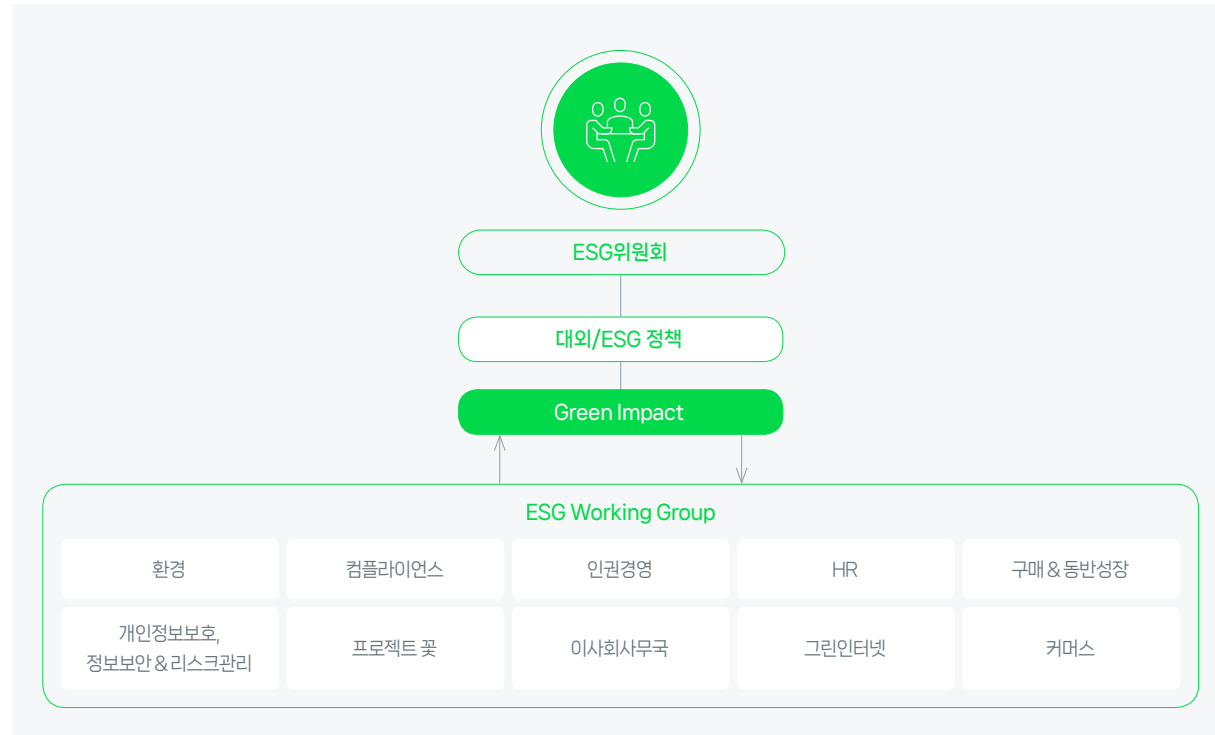 ESG위원회
대외/ESG 정책
Green Impact
ESG Working Group
환경
컴플라이언스
인권경영
HR
구매 & 동반성장
개인정보보호,
정보보안 & 리스크관리
프로젝트 꽃
이사회사무국
그린인터넷
커머스